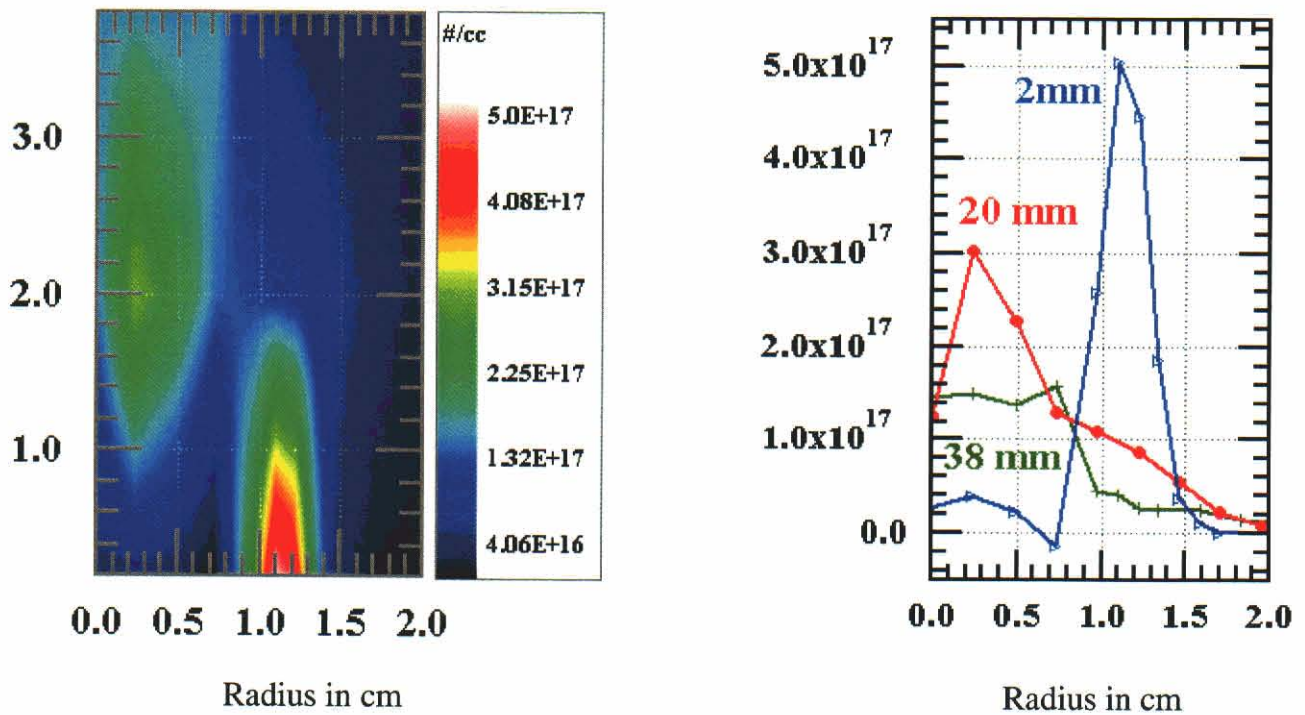 #/cc
5.0E+17
4.08E+17
3.15E+17
2.25E+17
1.32E+17
4.06E+16
3.0
2.0
1.0
0.0 0.5 1.0 1.5 2.0
Radius in cm
5.0x10^17
4.0x10^17
3.0x10^17
2.0x10^17
1.0x10^17
0.0
2mm
20 mm
38 mm
0.0 0.5 1.0 1.5 2.0
Radius in cm